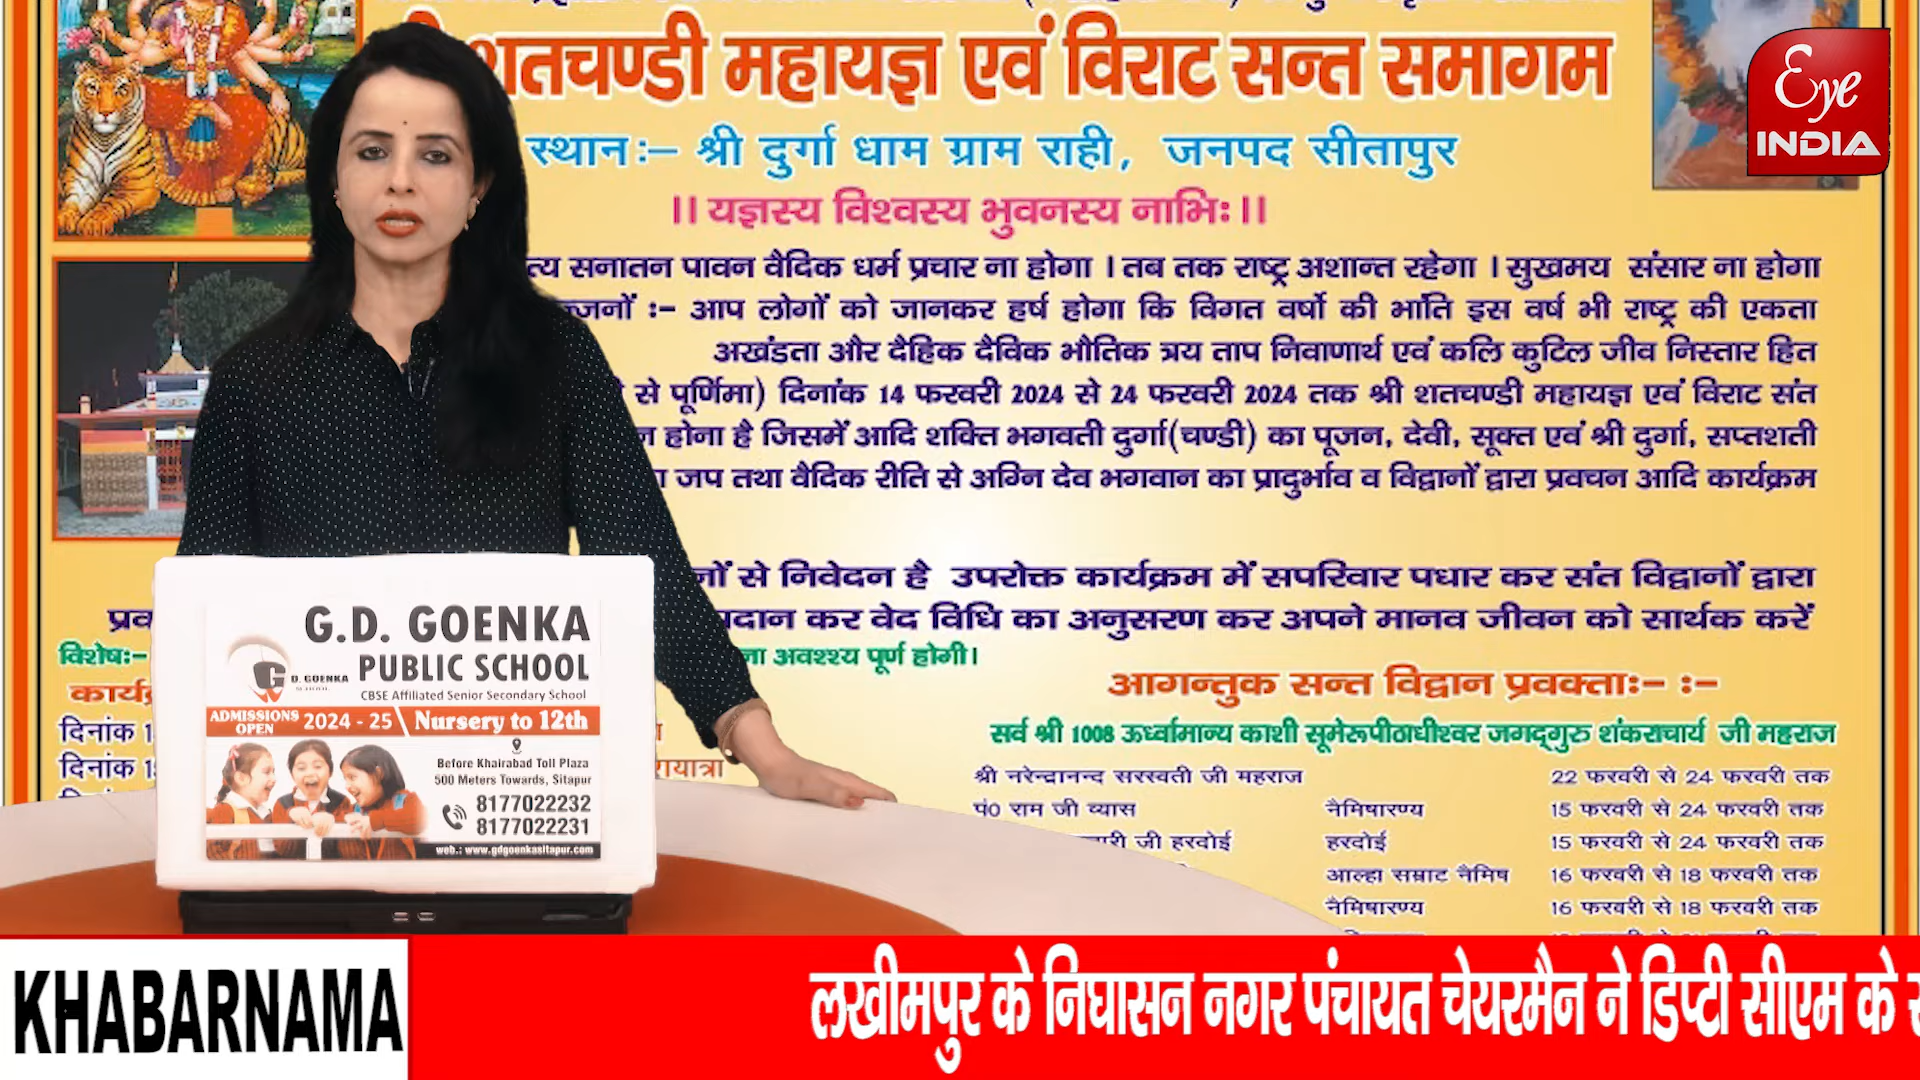 शतचण्डी महायज्ञ एवं विराट सन्त समागम
Eye
INDIA
स्थान :– श्री दुर्गा धाम ग्राम राही, जनपद सीतापुर
।। यज्ञस्य विश्वस्य भुवनस्य नाभिः।।
सनातन पावन वैदिक धर्म प्रचार ना होगा । तब तक राष्ट्र अशान्त रहेगा । सुखमय संसार ना होगा
:- आप लोगों को जानकर हर्ष होगा कि विगत वर्षो की भांति इस वर्ष भी राष्ट्र की एकता
अखंडता और दैहिक दैविक भौतिक त्रय ताप निवाणार्थ एवं कलि कुटिल जीव निस्तार हित
से पूर्णिमा) दिनांक 14 फरवरी 2024 से 24 फरवरी 2024 तक श्री शतचण्डी महायज्ञ एवं विराट संत
होना है जिसमें आदि शक्ति भगवती दुर्गा(चण्डी) का पूजन, देवी, सूक्त एवं श्री दुर्गा, सप्तशती
जप तथा वैदिक रीति से अग्नि देव भगवान का प्रादुर्भाव व विद्वानों द्वारा प्रवचन आदि कार्यक्रम
से निवेदन है उपरोक्त कार्यक्रम में सपरिवार पधार कर संत विद्वानों द्वारा
कर वेद विधि का अनुसरण कर अपने मानव जीवन को सार्थक करें
विशेषः-
अवश्य पूर्ण होगी।
आगन्तुक सन्त विद्वान प्रवक्ताः- :-
दिनांक
सर्व श्री 1008 ऊर्ध्वामान्य काशी सूमेरूपीठाधीश्वर जगद्गुरु शंकराचार्य जी महराज
दिनांक
श्री नरेन्द्रानन्द सरस्वती जी महराज 22 फरवरी से 24 फरवरी तक
पं0 राम जी व्यास नैमिषारण्य 15 फरवरी से 24 फरवरी तक
जी हरदोई हरदोई 15 फरवरी से 24 फरवरी तक
आल्हा सम्राट नैमिष 16 फरवरी से 18 फरवरी तक
नैमिषारण्य 16 फरवरी से 18 फरवरी तक
G.D. GOENKA
PUBLIC SCHOOL
G D. GOENKA
SCHOOL
CBSE Affiliated Senior Secondary School
ADMISSIONS OPEN 2024 - 25 Nursery to 12th
Before Khairabad Toll Plaza
500 Meters Towards, Sitapur
8177022232
8177022231
web.: www.gdgoenkasitapur.com
KHABARNAMA
लखीमपुर के निघासन नगर पंचायत चेयरमैन ने डिप्टी सीएम के